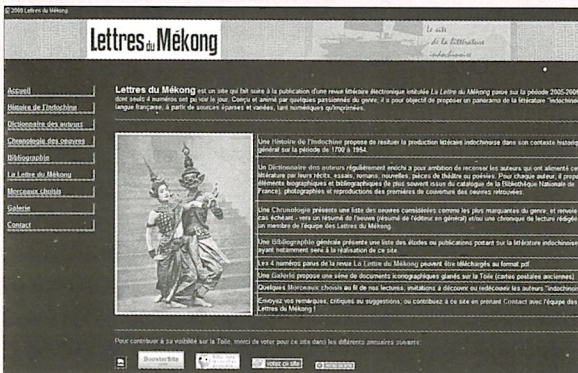 © 2009 Lettres du Mékong
Lettres du Mékong
Le site
de la littérature
indochinoise
Accueil
Histoire de l'Indochine
Dictionnaire des auteurs
Chronologie des oeuvres
Bibliographie
La Lettre du Mékong
Morceaux choisis
Galerie
Contact
Lettres du Mékong est un site qui fait suite à la publication d'une revue littéraire électronique intitulée La Lettre du Mékong parue sur la période 2005-2006
dont seuls 4 numéros ont pu voir le jour. Conçu et animé par quelques passionnés du genre, il a pour objectif de proposer un panorama de la littérature "indochinoise
langue française, à partir de sources éparses et variées, tant numériques qu'imprimées.
Une Histoire de l'Indochine propose de resituer la production littéraire indochinoise dans son contexte historique
général sur la période de 1700 à 1954.
Un Dictionnaire des auteurs régulièrement enrichi a pour ambition de recenser les auteurs qui ont alimenté cette
littérature par leurs récits, essais, romans, nouvelles, pièces de théâtre ou poésies. Pour chaque auteur, il propose
éléments biographiques et bibliographiques (le plus souvent issus du catalogue de la Bibliothèque Nationale de
France), photographies et reproductions des premières de couverture des oeuvres retrouvées.
Une Chronologie présente une liste des oeuvres considérées comme les plus marquantes du genre, et renvoie
cas échéant - vers un résumé de l'oeuvre (résumé de l'éditeur en général) et/ou une chronique de lecture rédigée
un membre de l'équipe des Lettres du Mékong.
Une Bibliographie générale présente une liste des études ou publications portant sur la littérature indochinoise
ayant notamment servi à la réalisation de ce site.
Les 4 numéros parus de la revue La Lettre du Mékong peuvent être téléchargés au format pdf.
Une Galerie propose une série de documents iconographiques glanés sur la Toile (cartes postales anciennes)
Quelques Morceaux choisis au fil de nos lectures, invitations à découvrir ou redécouvrir les auteurs "indochinois
Envoyez vos remarques, critiques ou suggestions, ou contribuez à ce site en prenant Contact avec l'équipe des
Lettres du Mékong !
Pour contribuer à sa visibilité sur la Toile, merci de voter pour ce site dans les différents annuaires suivants:
BoosterSite
votez ce site